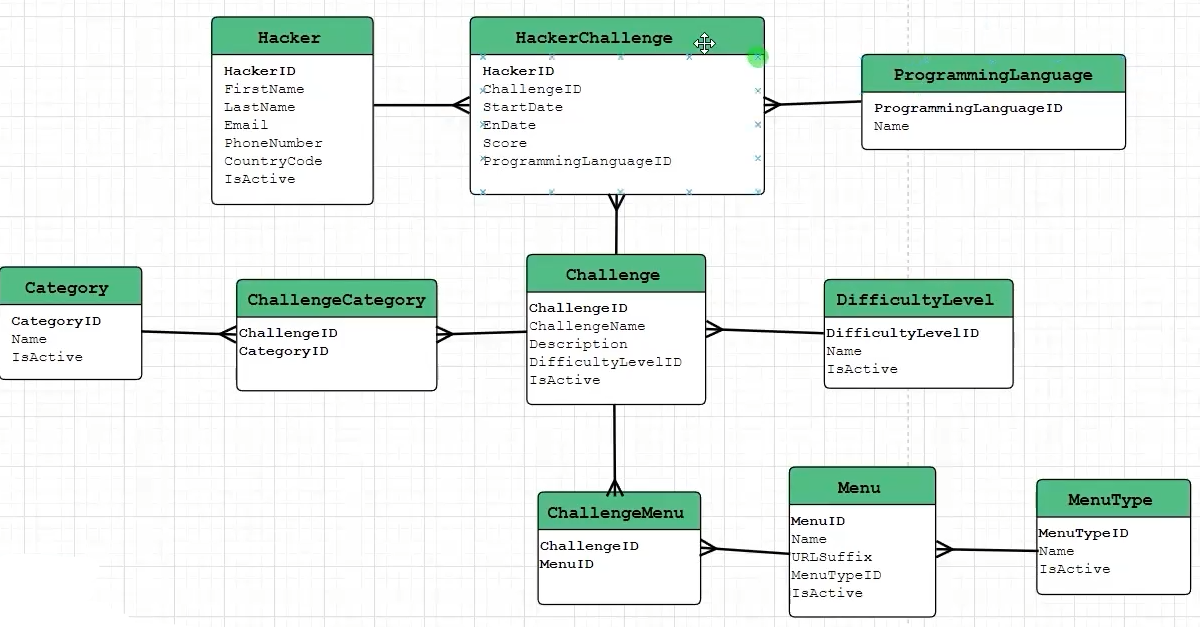 Hacker
HackerID
FirstName
LastName
Email
PhoneNumber
CountryCode
IsActive
HackerChallenge
HackerID
ChallengeID
StartDate
EnDate
Score
ProgrammingLanguageID
ProgrammingLanguage
ProgrammingLanguageID
Name
Category
CategoryID
Name
IsActive
ChallengeCategory
ChallengeID
CategoryID
Challenge
ChallengeID
ChallengeName
Description
DifficultyLevelID
IsActive
DifficultyLevel
DifficultyLevelID
Name
IsActive
ChallengeMenu
ChallengeID
MenuID
Menu
MenuID
Name
URLSuffix
MenuTypeID
IsActive
MenuType
MenuTypeID
Name
IsActive